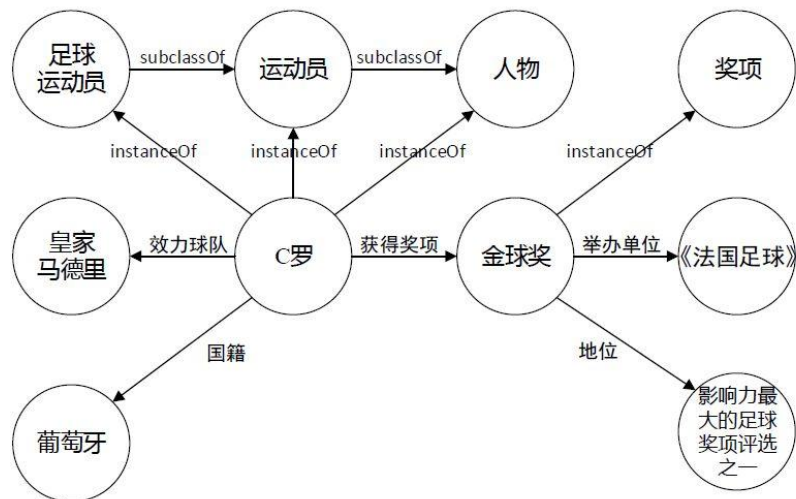 足球
运动员
subclassOf
运动员
subclassOf
人物
奖项
instanceOf
instanceOf
instanceOf
instanceOf
皇家
马德里
效力球队
C罗
获得奖项
金球奖
举办单位
《法国足球》
国籍
地位
葡萄牙
影响力最
大的足球
奖项评选
之一